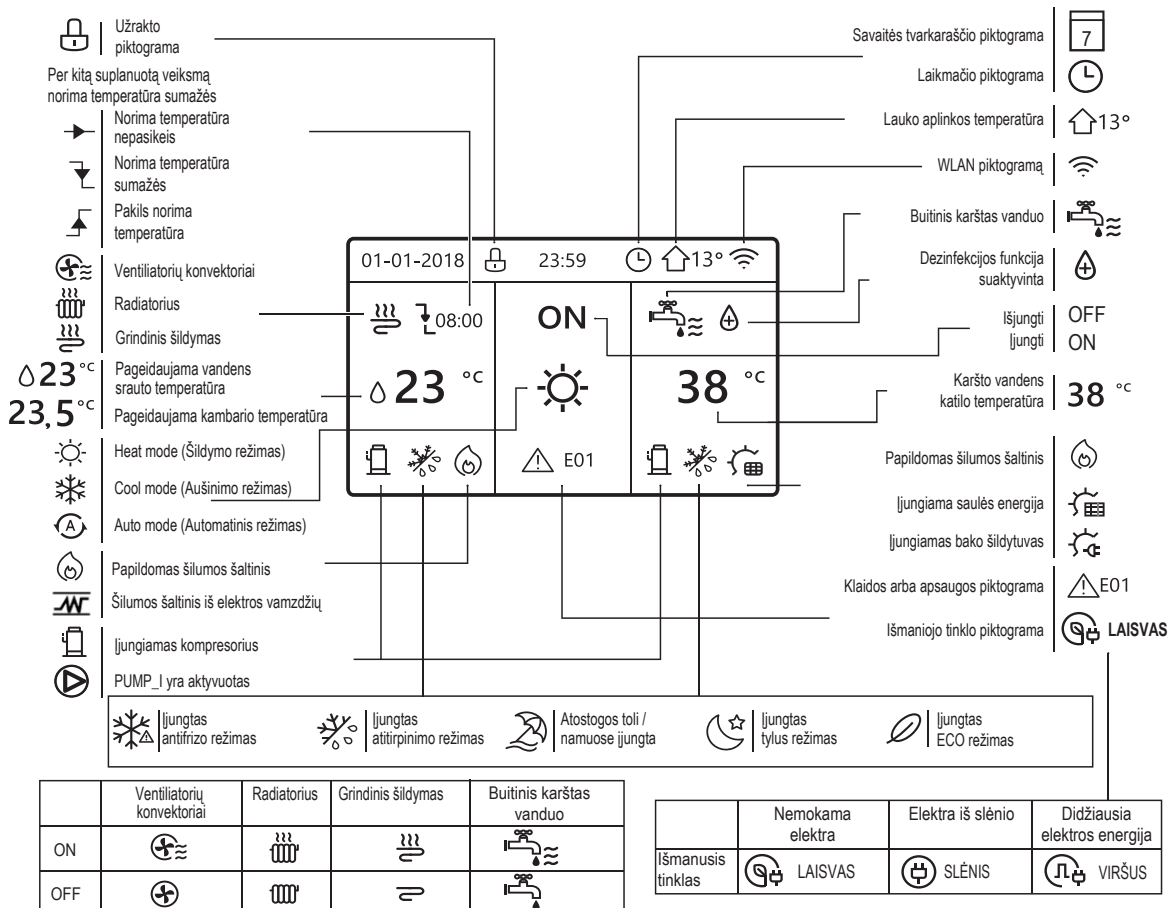 Užrakto
piktograma
Per kitą suplanuotą veiksmą
norima temperatūra sumažės
Norima temperatūra
nepasikeis
Norima temperatūra
sumažės
Pakils norima
temperatūra
Ventiliatorių konvektoriai
Radiatorius
Grindinis šildymas
23 °C
Pageidaujama vandens
srauto temperatūra
23,5 °C
Pageidaujama kambario temperatūra
Heat mode (Šildymo režimas)
Cool mode (Aušinimo režimas)
A
Auto mode (Automatinis režimas)
Papildomas šilumos šaltinis
Šilumos šaltinis iš elektros vamzdžių
Įjungiamas kompresorius
PUMP_I yra aktyvuotas
01-01-2018 23:59 13°
08:00 ON
23 °C 38 °C
E01
Savaitės tvarkaraščio piktograma
7
Laikmačio piktograma
Lauko aplinkos temperatūra
13°
WLAN piktogramą
Buitinis karštas vanduo
Dezinfekcijos funkcija
suaktyvinta
Išjungti OFF
Įjungti ON
Karšto vandens
katilo temperatūra
38 °C
Papildomas šilumos šaltinis
Įjungiama saulės energija
Įjungiamas bako šildytuvas
Klaidos arba apsaugos piktograma
E01
Išmaniojo tinklo piktograma
LAISVAS
Įjungtas
antifrizo režimas
Įjungtas
atitirpinimo režimas
Atostogos toli /
namuose įjungta
Įjungtas
tylus režimas
Įjungtas
ECO režimas
Ventiliatorių
konvektoriai
Radiatorius
Grindinis šildymas
Buitinis karštas
vanduo
ON
OFF
Nemokama
elektra
Elektra iš slėnio
Didžiausia
elektros energija
Išmanusis
tinklas
LAISVAS
SLĖNIS
VIRŠUS